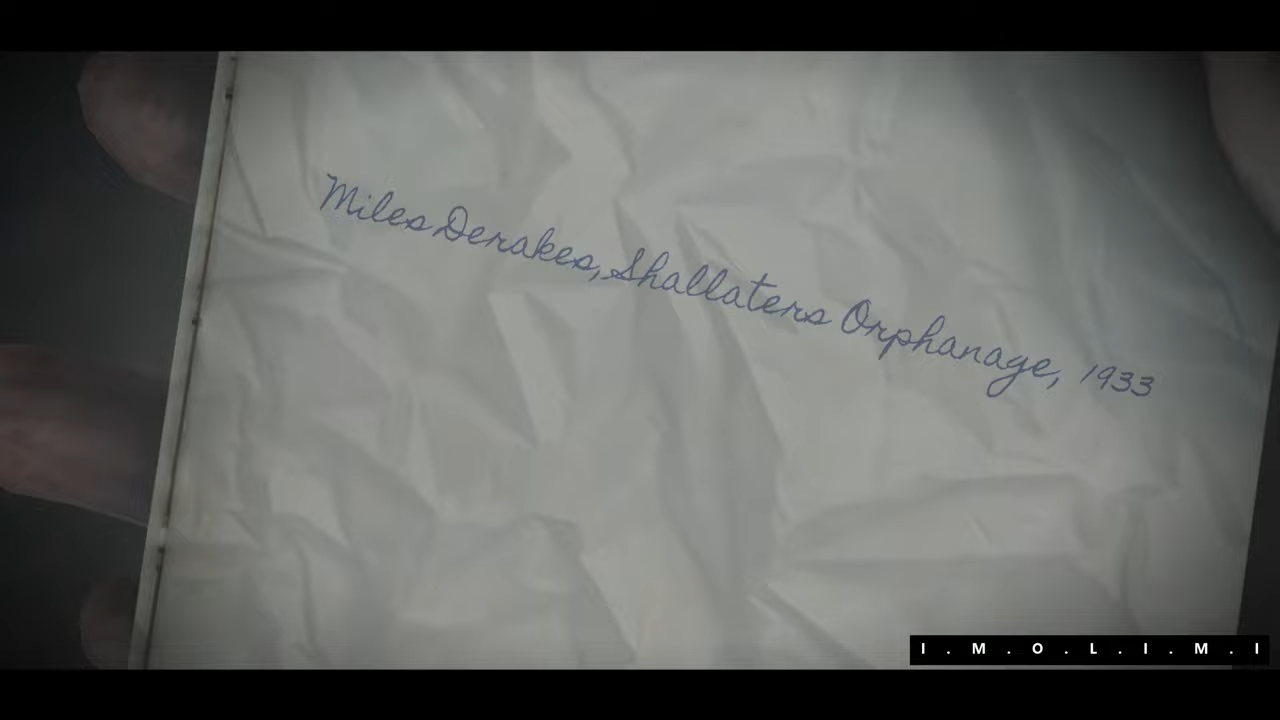 Miles Derakes, Shallaters Orphanage, 1933
I . M . O . L . I . M . I